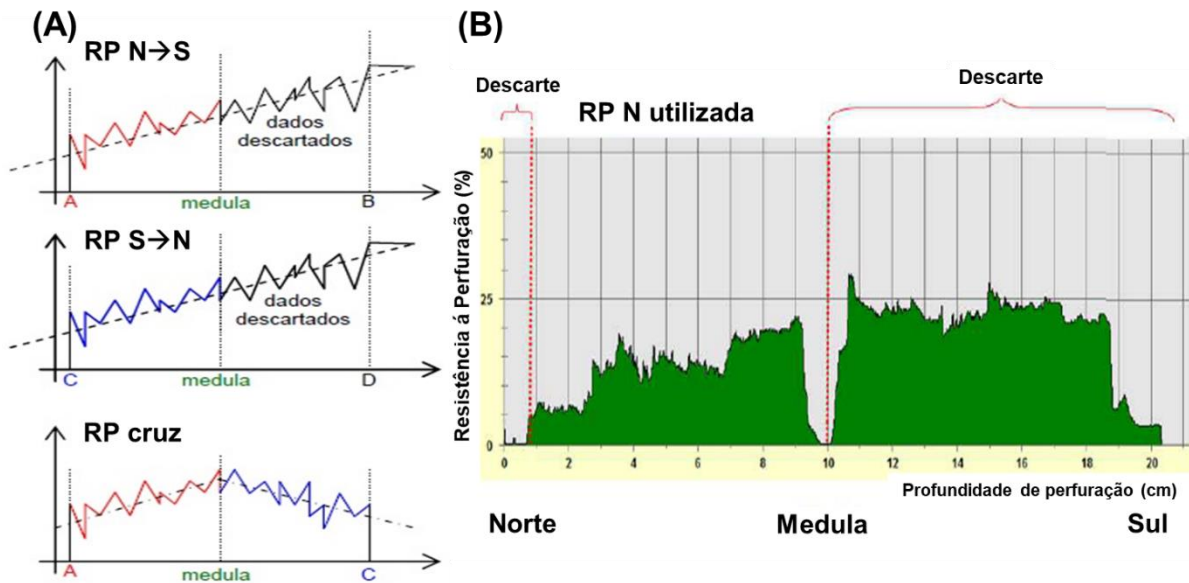 (A)
RP N→S
dados
descartados
A
medula
B
RP S→N
dados
descartados
C
medula
D
RP cruz
A
medula
C
(B)
Descarte
Descarte
RP N utilizada
Resistência á Perfuração (%)
50
25
0
0 2 4 6 8 10 12 14 16 18 20
Profundidade de perfuração (cm)
Norte
Medula
Sul